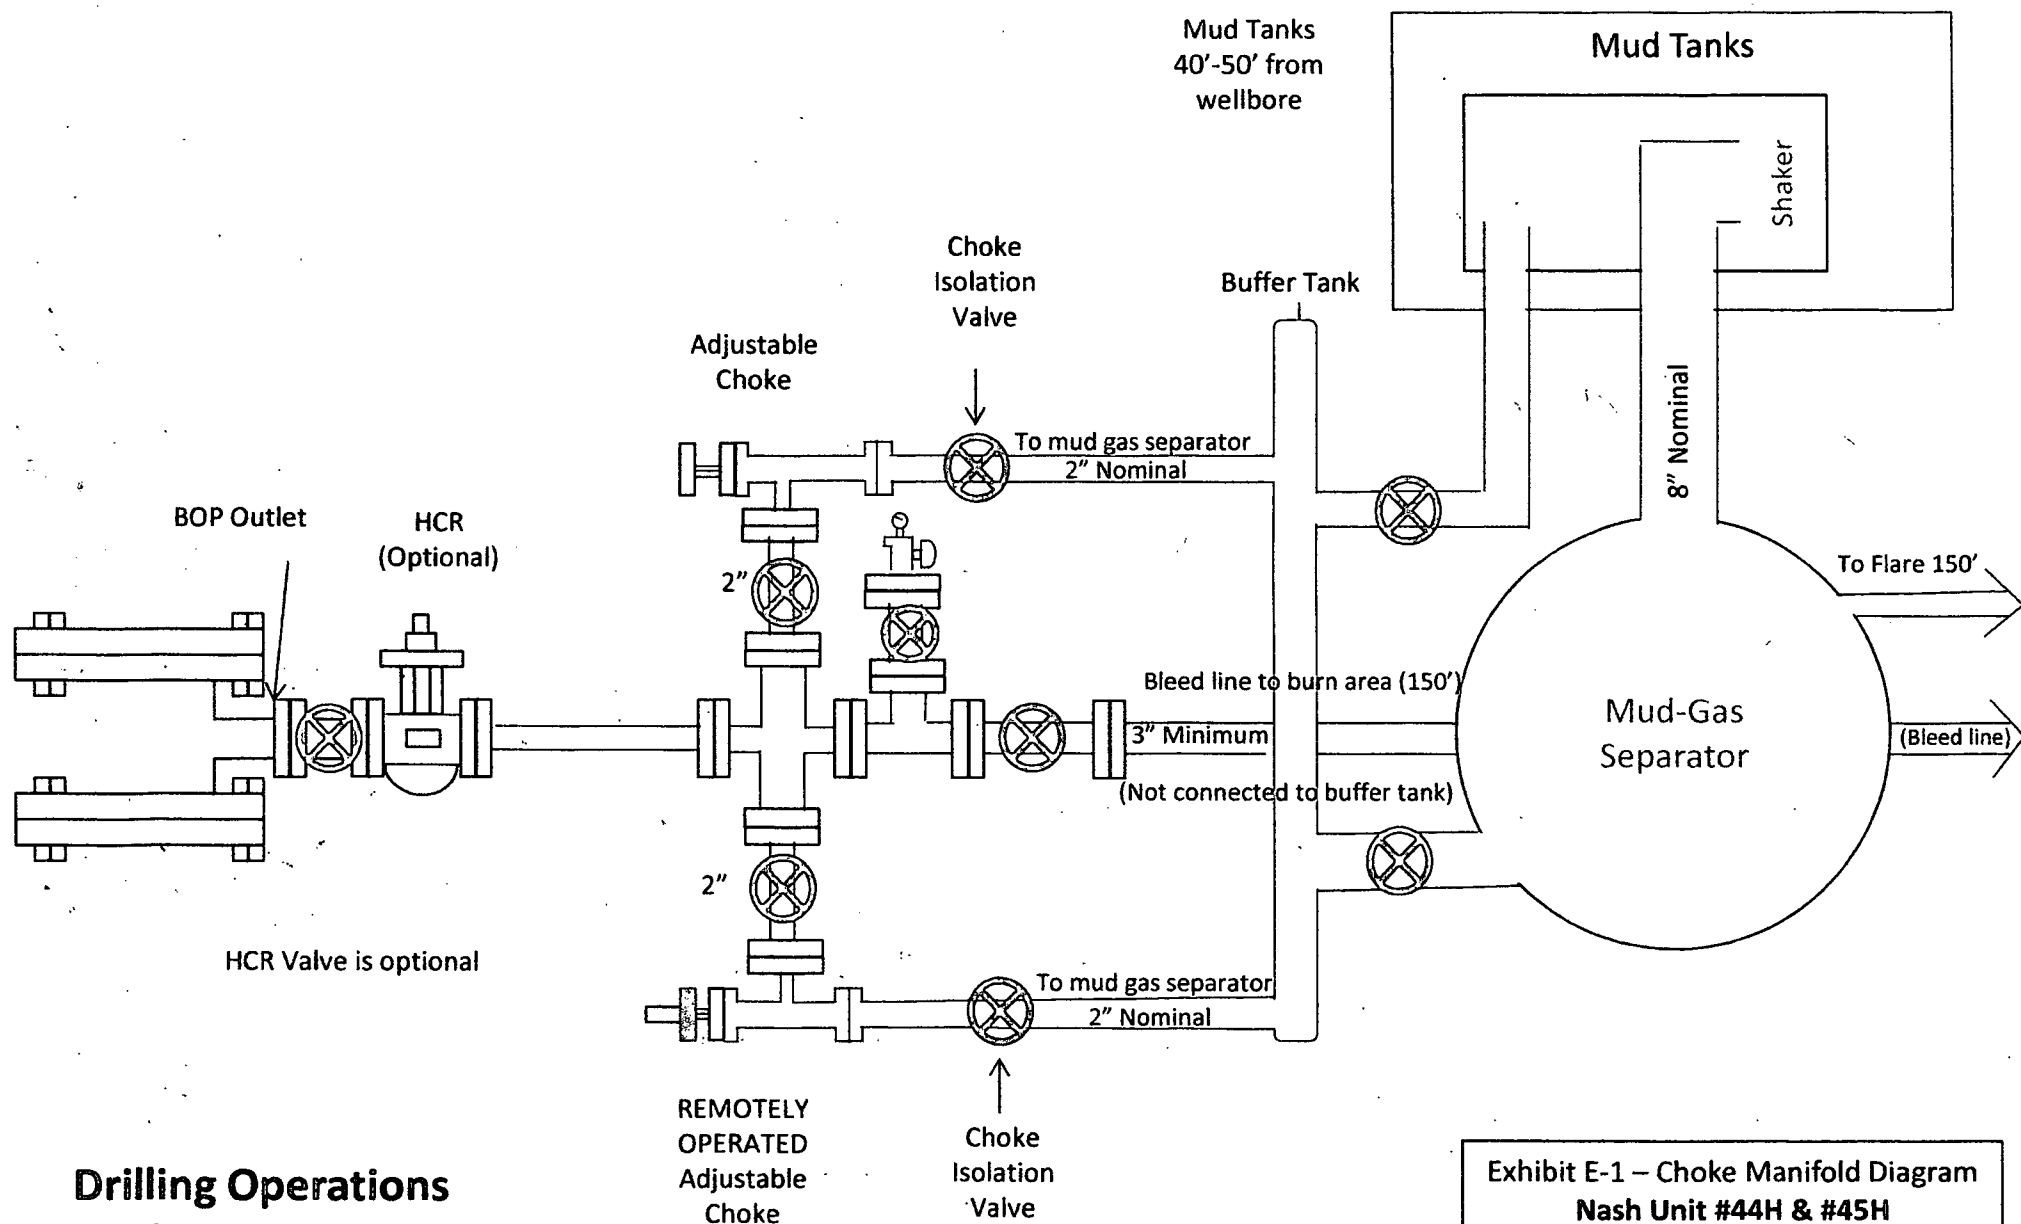 Mud Tanks
40’-50’ from
wellbore
Mud Tanks
Shaker
Choke
Isolation
Valve
Buffer Tank
Adjustable
Choke
To mud gas separator
2” Nominal
8” Nominal
BOP Outlet
HCR
(Optional)
2”
To Flare 150’
Bleed line to burn area (150’)
3” Minimum
(Not connected to buffer tank)
Mud-Gas
Separator
(Bleed line)
2”
HCR Valve is optional
To mud gas separator
2” Nominal
REMOTELY
OPERATED
Adjustable
Choke
Choke
Isolation
Valve
Drilling Operations
Exhibit E-1 – Choke Manifold Diagram
Nash Unit #44H & #45H